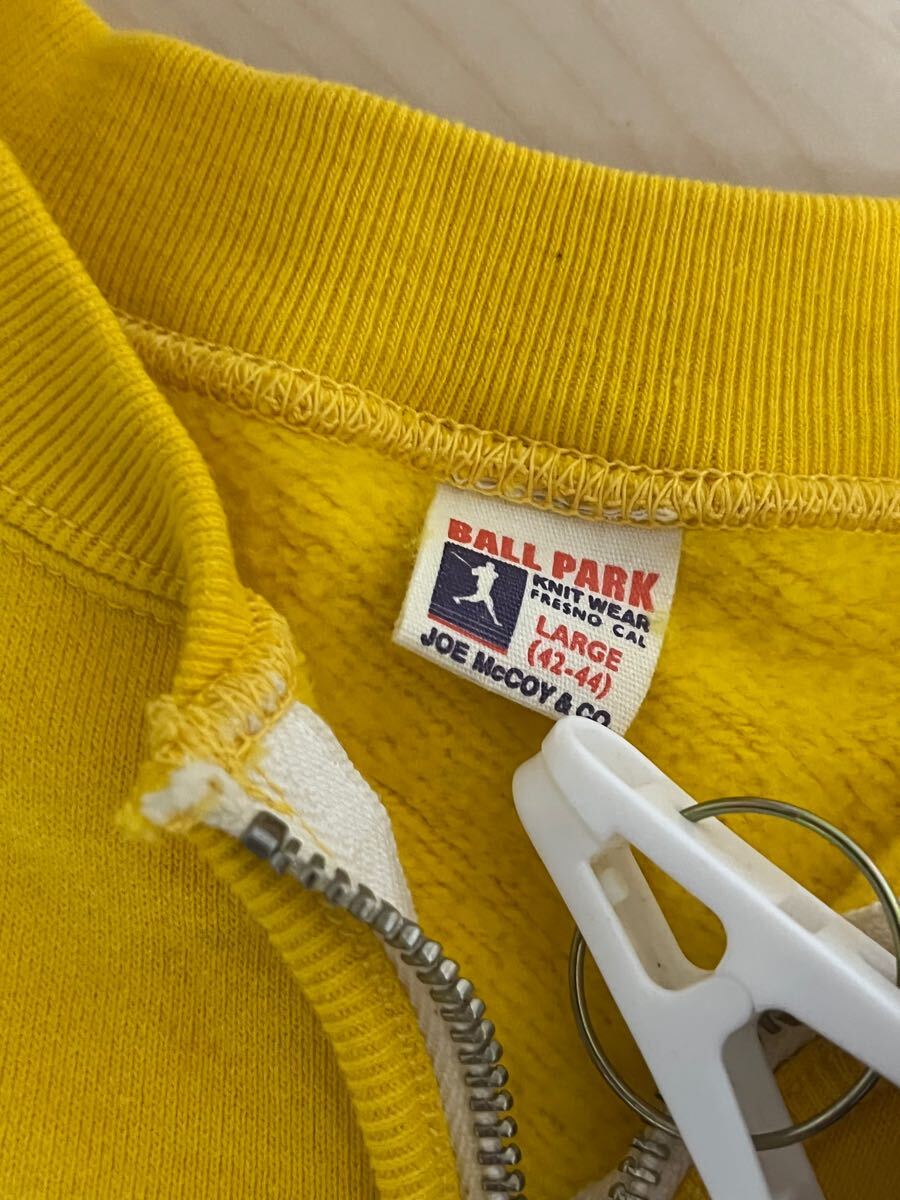 BALL PARK
KNIT WEAR
FRESNO CAL
LARGE
(42-44)
JOE McCOY & CO